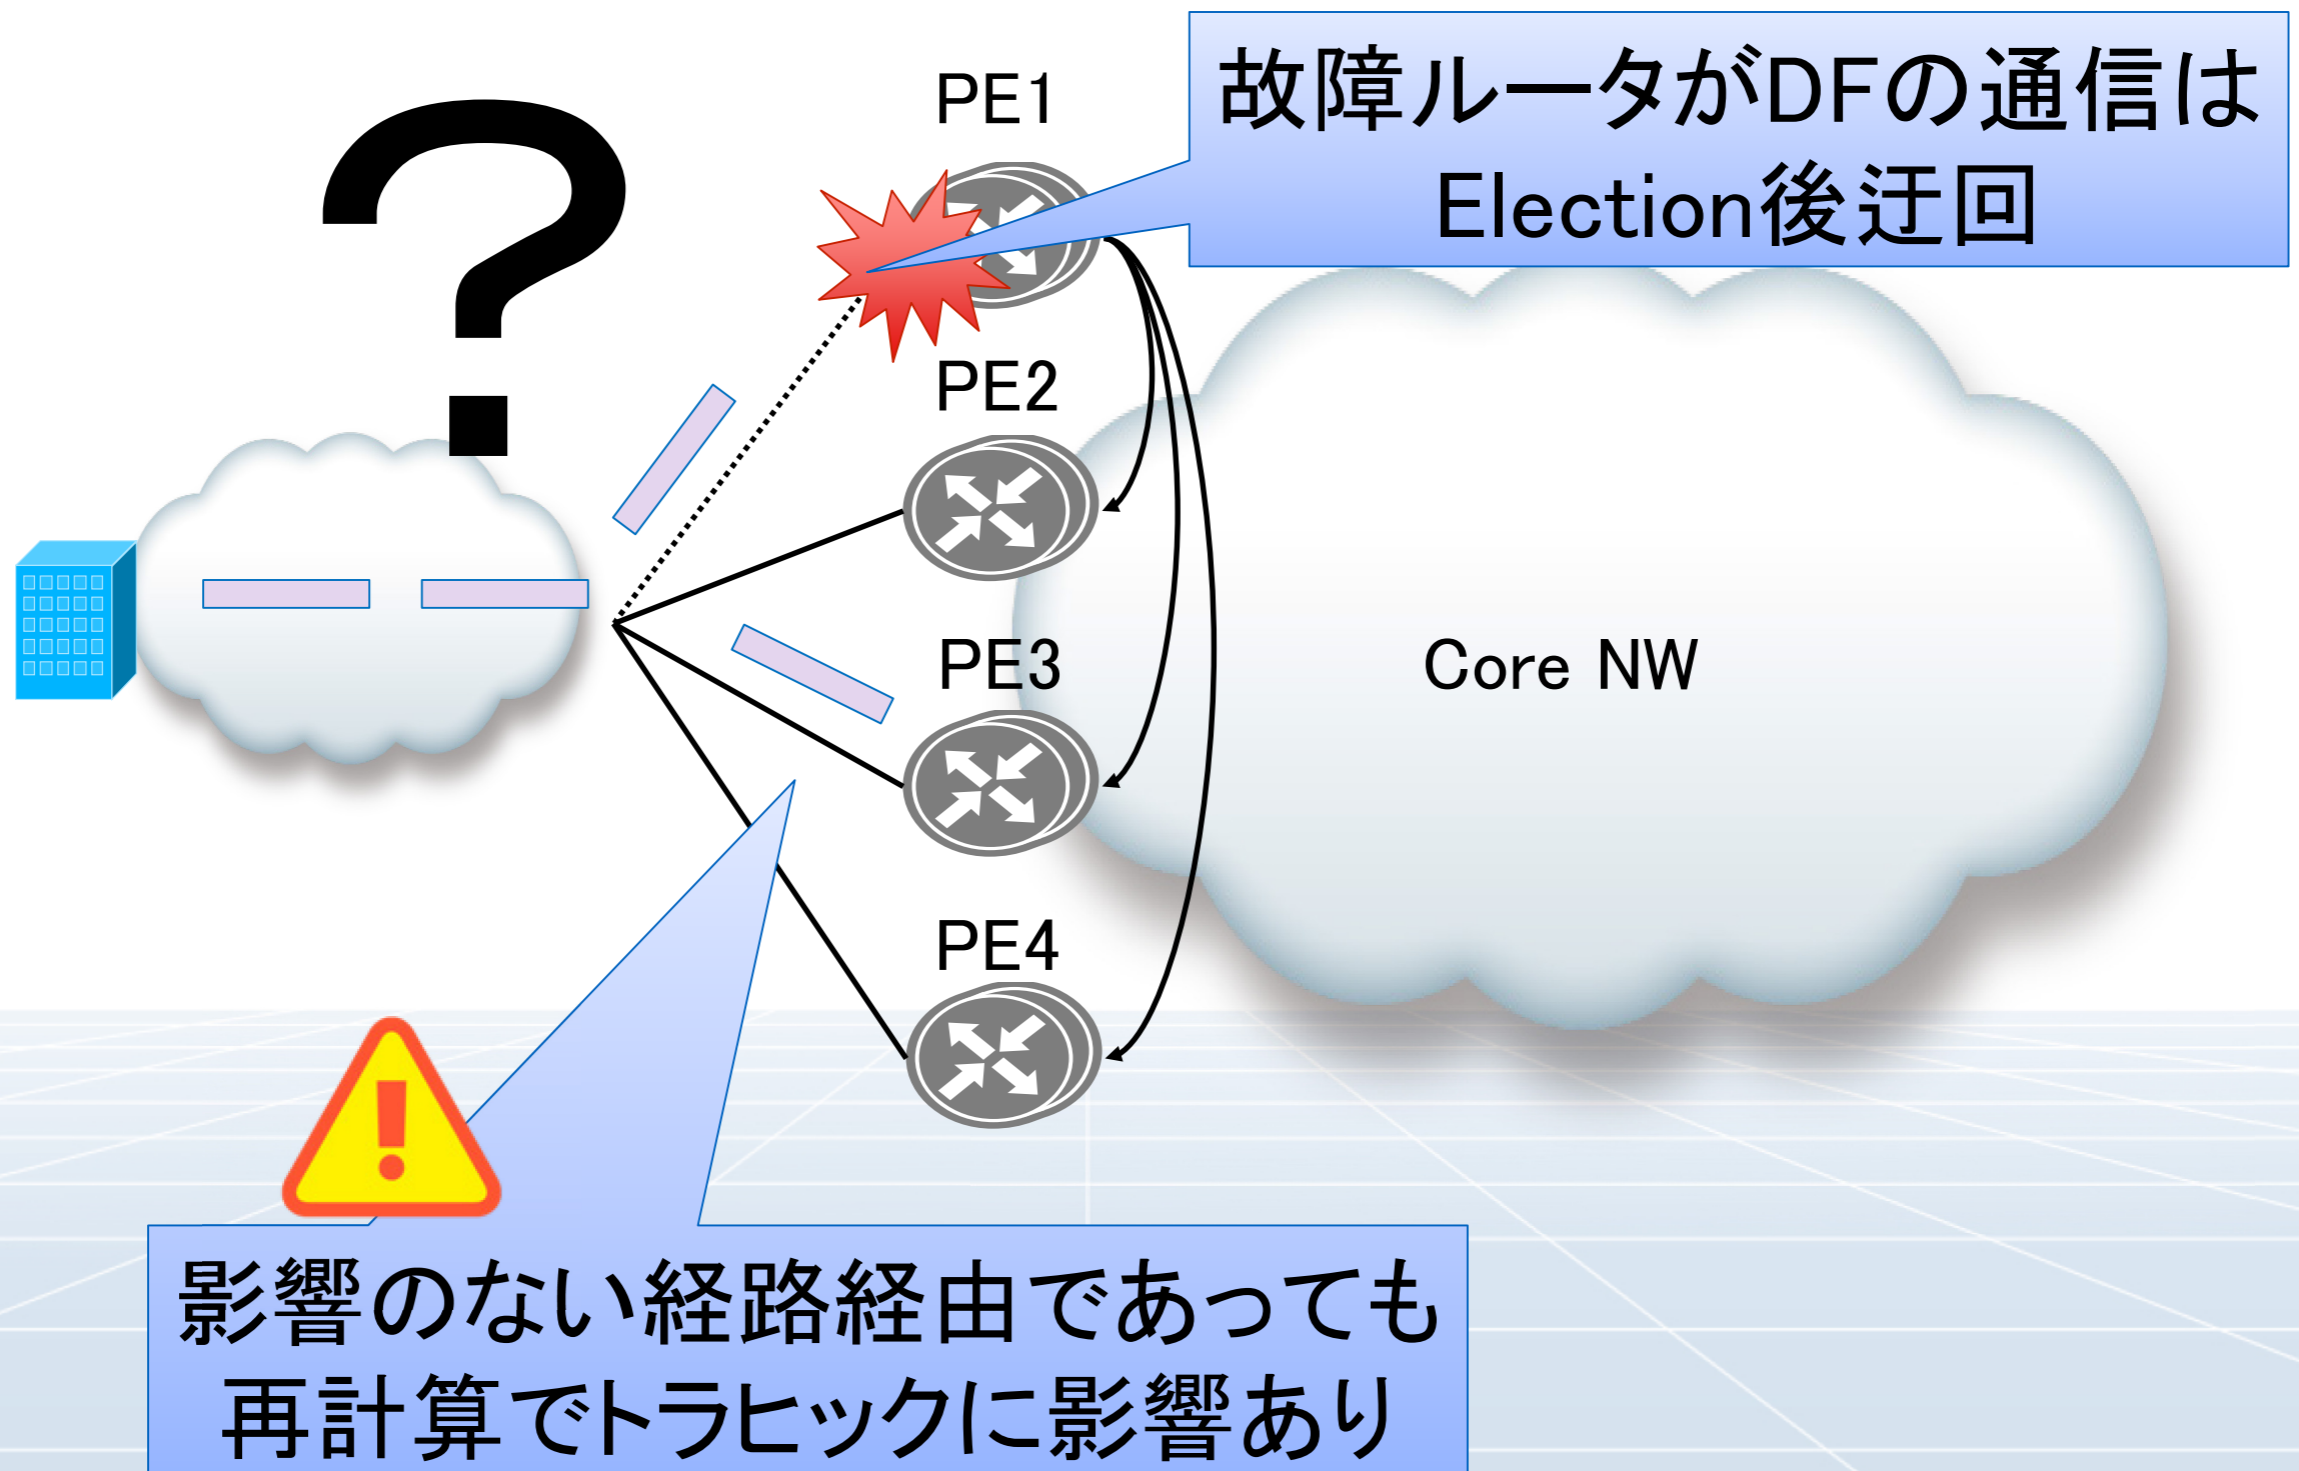 PE1
故障ルータがDFの通信は
Election後迂回
PE2
PE3
Core NW
PE4
影響のない経路経由であっても
再計算でトラヒックに影響あり
?
!